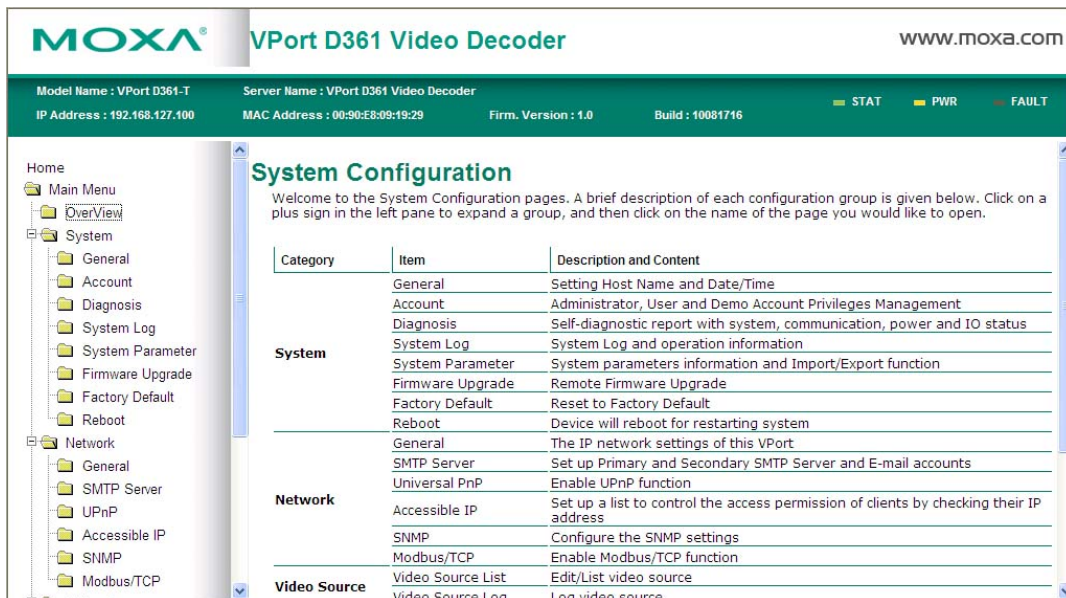 MOXA®
VPort D361 Video Decoder
www.moxa.com
Model Name : VPort D361-T
Server Name : VPort D361 Video Decoder
STAT
PWR
FAULT
IP Address : 192.168.127.100
MAC Address : 00:90:E8:09:19:29
Firm. Version : 1.0
Build : 10081716
Home
Main Menu
OverView
System
General
Account
Diagnosis
System Log
System Parameter
Firmware Upgrade
Factory Default
Reboot
Network
General
SMTP Server
UPnP
Accessible IP
SNMP
Modbus/TCP
System Configuration
Welcome to the System Configuration pages. A brief description of each configuration group is given below. Click on a
plus sign in the left pane to expand a group, and then click on the name of the page you would like to open.
Category Item Description and Content
System
General Setting Host Name and Date/Time
Account Administrator, User and Demo Account Privileges Management
Diagnosis Self-diagnostic report with system, communication, power and IO status
System Log System Log and operation information
System Parameter System parameters information and Import/Export function
Firmware Upgrade Remote Firmware Upgrade
Factory Default Reset to Factory Default
Reboot Device will reboot for restarting system
Network
General The IP network settings of this VPort
SMTP Server Set up Primary and Secondary SMTP Server and E-mail accounts
Universal PnP Enable UPnP function
Accessible IP Set up a list to control the access permission of clients by checking their IP
address
SNMP Configure the SNMP settings
Modbus/TCP Enable Modbus/TCP function
Video Source
Video Source List Edit/List video source
Video Source Log Log video source